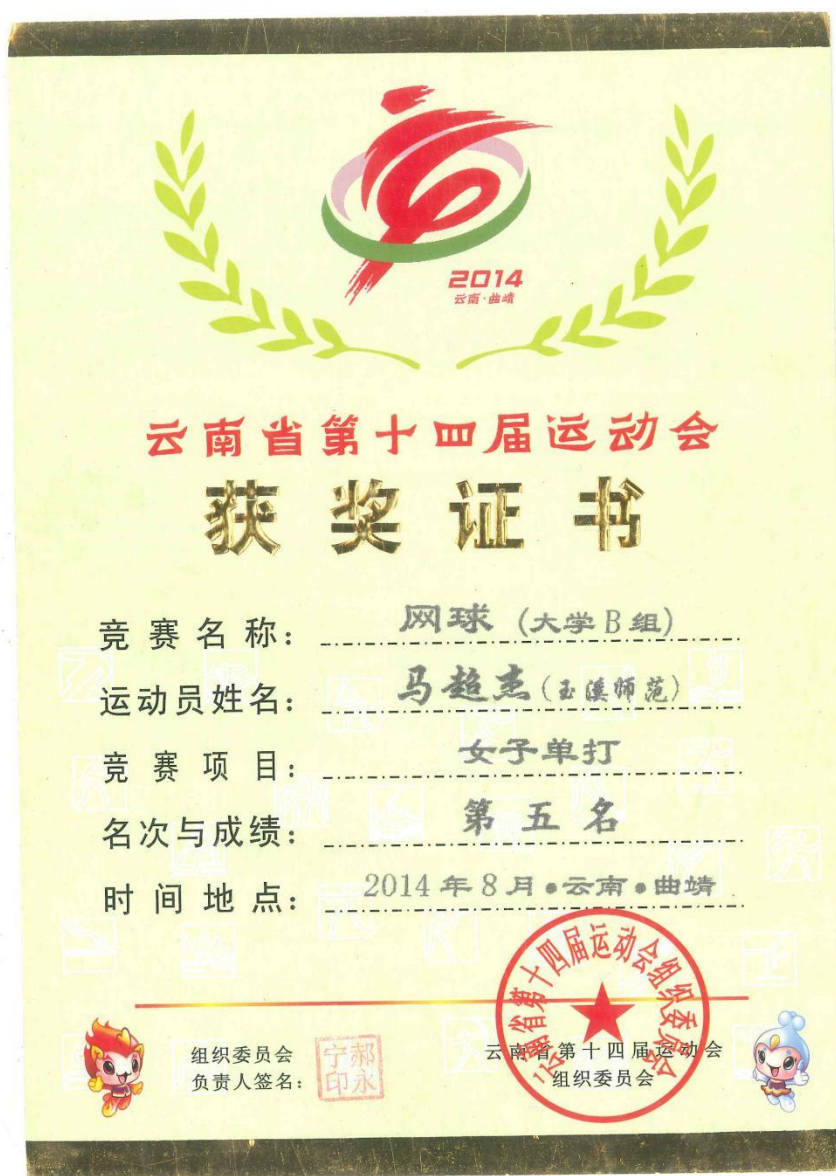 2014
云南·曲靖
云南省第十四届运动会
获奖证书
竞赛名称： 网球（大学B组）
运动员姓名： 马超杰（玉溪师范）
竞赛项目： 女子单打
名次与成绩： 第五名
时间地点： 2014年8月•云南•曲靖
云南省第十四届运动会组织委员会
组织委员会
负责人签名：
郝永宁印
云南省第十四届运动会
组织委员会